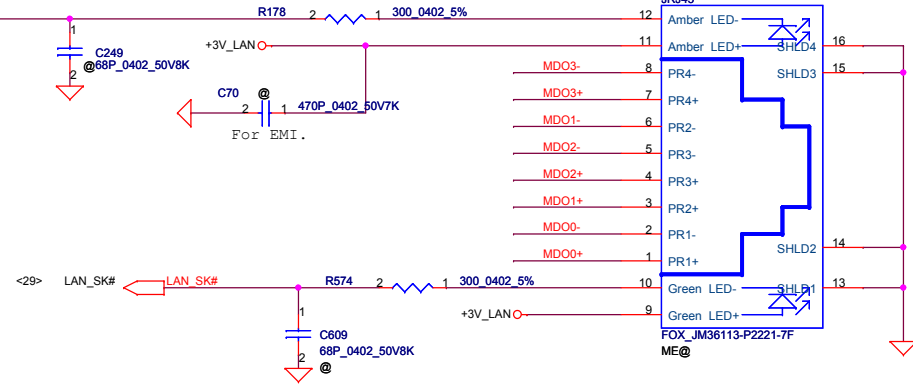 JRJ45
R178 2 1 300_0402_5% 12 Amber LED-
1
C249
@68P_0402_50V8K
2
+3V_LAN 11 Amber LED+ SHLD4 16
MDO3- 8 PR4- SHLD3 15
C70 @
2 1 470P_0402_50V7K
For EMI.
MDO3+ 7 PR4+
MDO1- 6 PR2-
MDO2- 5 PR3-
MDO2+ 4 PR3+
MDO1+ 3 PR2+
MDO0- 2 PR1-
SHLD2 14
MDO0+ 1 PR1+
<29> LAN_SK# LAN_SK# R574 2 1 300_0402_5% 10 Green LED- SHLD1 13
+3V_LAN 9 Green LED+
1
C609
68P_0402_50V8K
2
@
FOX_JM36113-P2221-7F
ME@